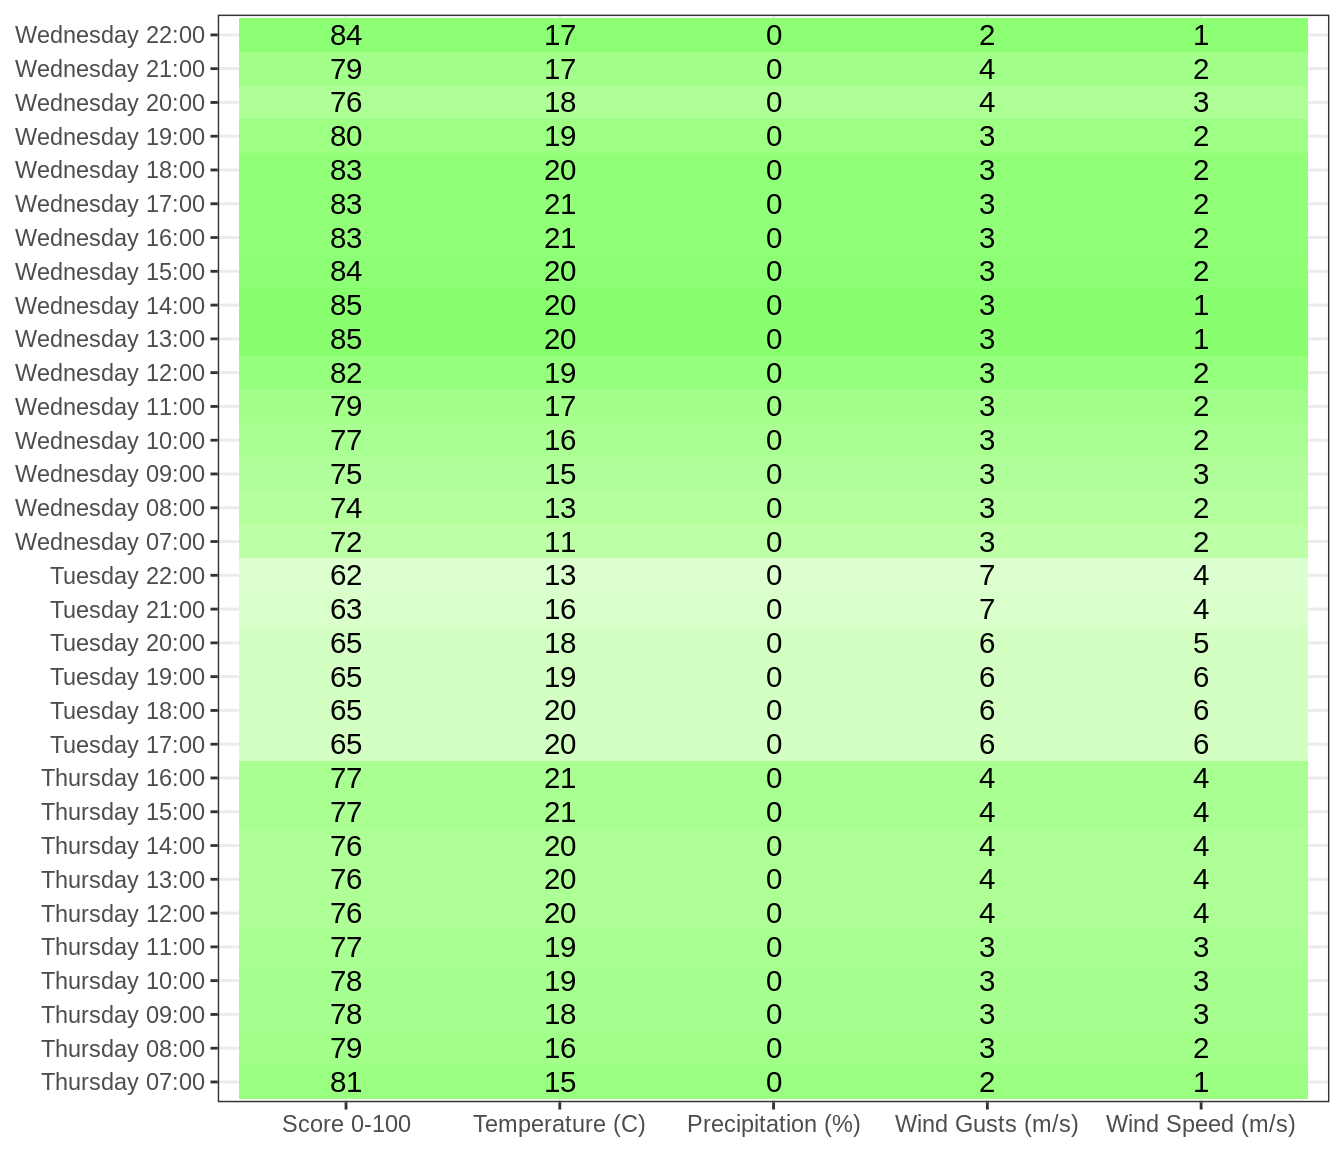 Wednesday 22:00 84 17 0 2 1
Wednesday 21:00 79 17 0 4 2
Wednesday 20:00 76 18 0 4 3
Wednesday 19:00 80 19 0 3 2
Wednesday 18:00 83 20 0 3 2
Wednesday 17:00 83 21 0 3 2
Wednesday 16:00 83 21 0 3 2
Wednesday 15:00 84 20 0 3 2
Wednesday 14:00 85 20 0 3 1
Wednesday 13:00 85 20 0 3 1
Wednesday 12:00 82 19 0 3 2
Wednesday 11:00 79 17 0 3 2
Wednesday 10:00 77 16 0 3 2
Wednesday 09:00 75 15 0 3 3
Wednesday 08:00 74 13 0 3 2
Wednesday 07:00 72 11 0 3 2
Tuesday 22:00 62 13 0 7 4
Tuesday 21:00 63 16 0 7 4
Tuesday 20:00 65 18 0 6 5
Tuesday 19:00 65 19 0 6 6
Tuesday 18:00 65 20 0 6 6
Tuesday 17:00 65 20 0 6 6
Thursday 16:00 77 21 0 4 4
Thursday 15:00 77 21 0 4 4
Thursday 14:00 76 20 0 4 4
Thursday 13:00 76 20 0 4 4
Thursday 12:00 76 20 0 4 4
Thursday 11:00 77 19 0 3 3
Thursday 10:00 78 19 0 3 3
Thursday 09:00 78 18 0 3 3
Thursday 08:00 79 16 0 3 2
Thursday 07:00 81 15 0 2 1
Score 0-100 Temperature (C) Precipitation (%) Wind Gusts (m/s) Wind Speed (m/s)